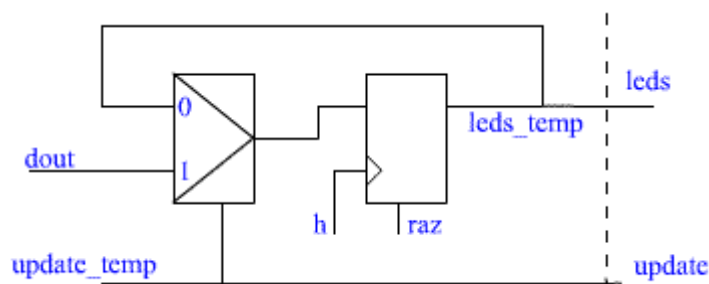 leds
0
leds_temp
dout
1
h
raz
update_temp
update